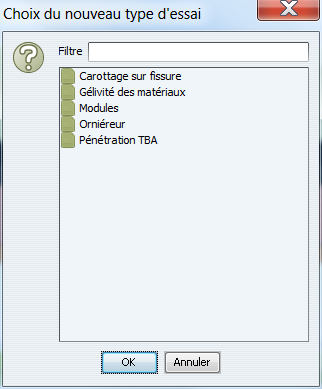 Choix du nouveau type d'essai
Filtre
Carottage sur fissure
Gélivité des matériaux
Modules
Orniéreur
Pénétration TBA
OK Annuler